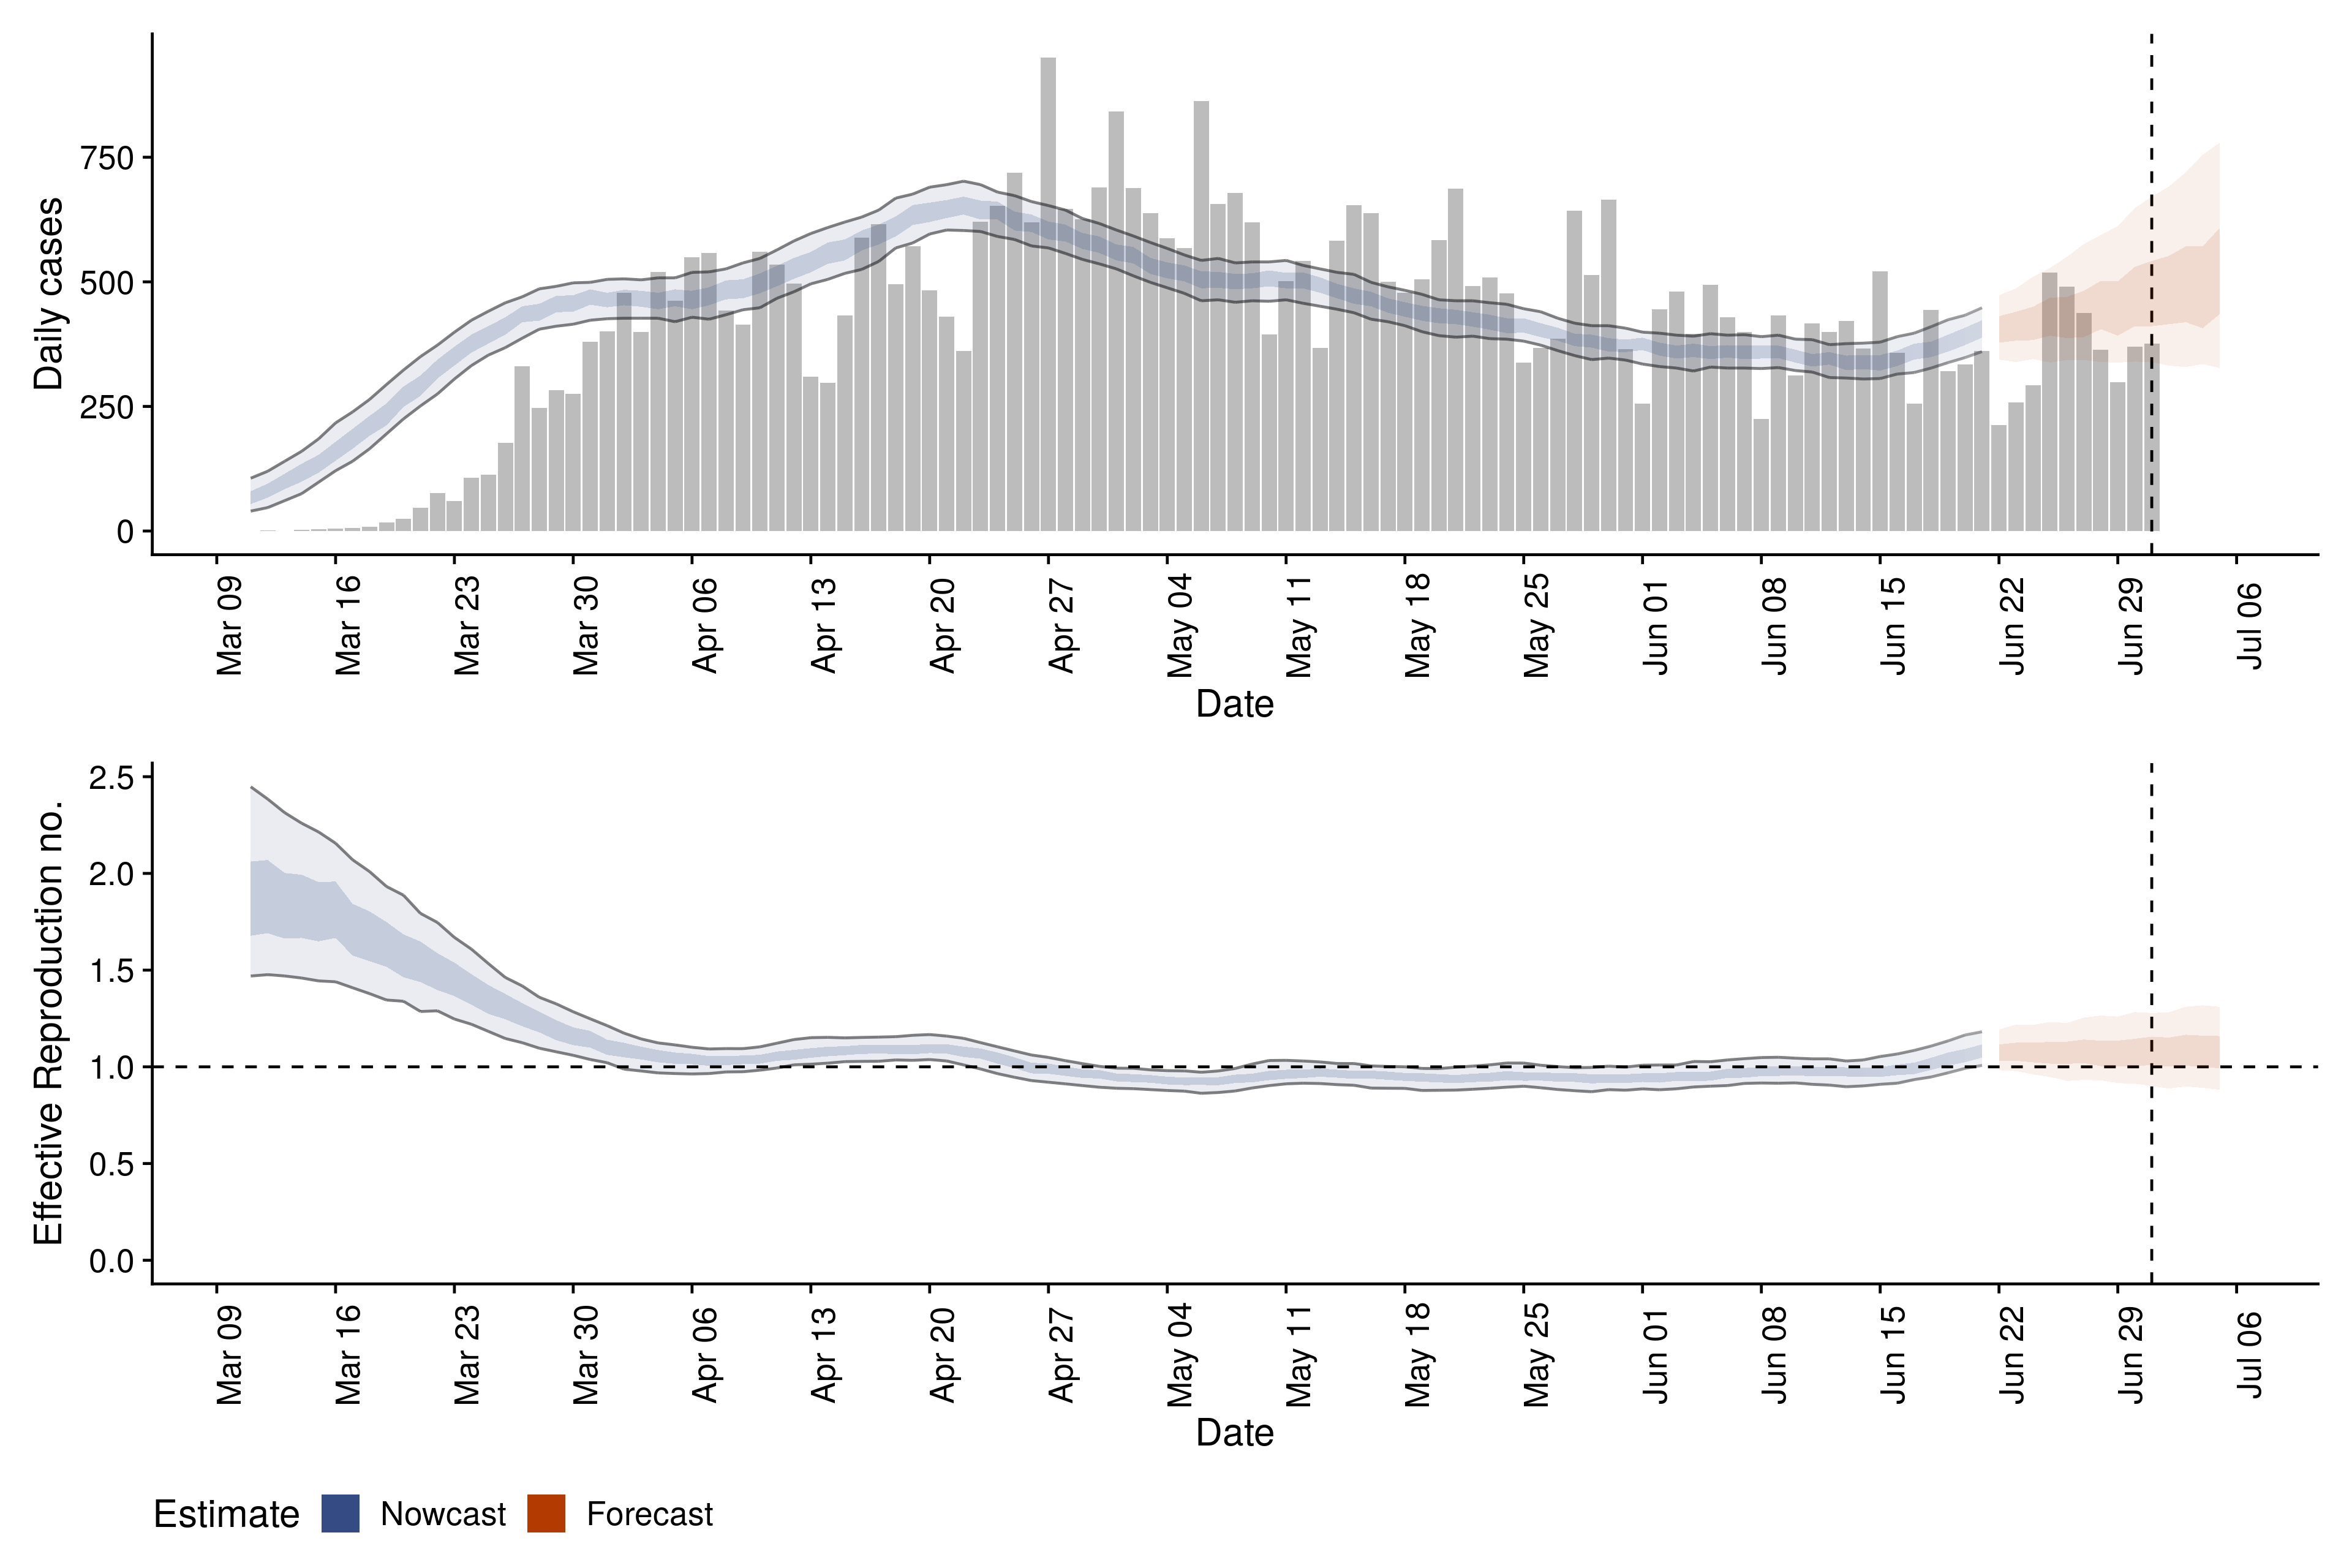 Daily cases
750
500
250
0
Mar 09
Mar 16
Mar 23
Mar 30
Apr 06
Apr 13
Apr 20
Apr 27
May 04
May 11
May 18
May 25
Jun 01
Jun 08
Jun 15
Jun 22
Jun 29
Jul 06
Date
Effective Reproduction no.
2.5
2.0
1.5
1.0
0.5
0.0
Mar 09
Mar 16
Mar 23
Mar 30
Apr 06
Apr 13
Apr 20
Apr 27
May 04
May 11
May 18
May 25
Jun 01
Jun 08
Jun 15
Jun 22
Jun 29
Jul 06
Date
Estimate Nowcast Forecast